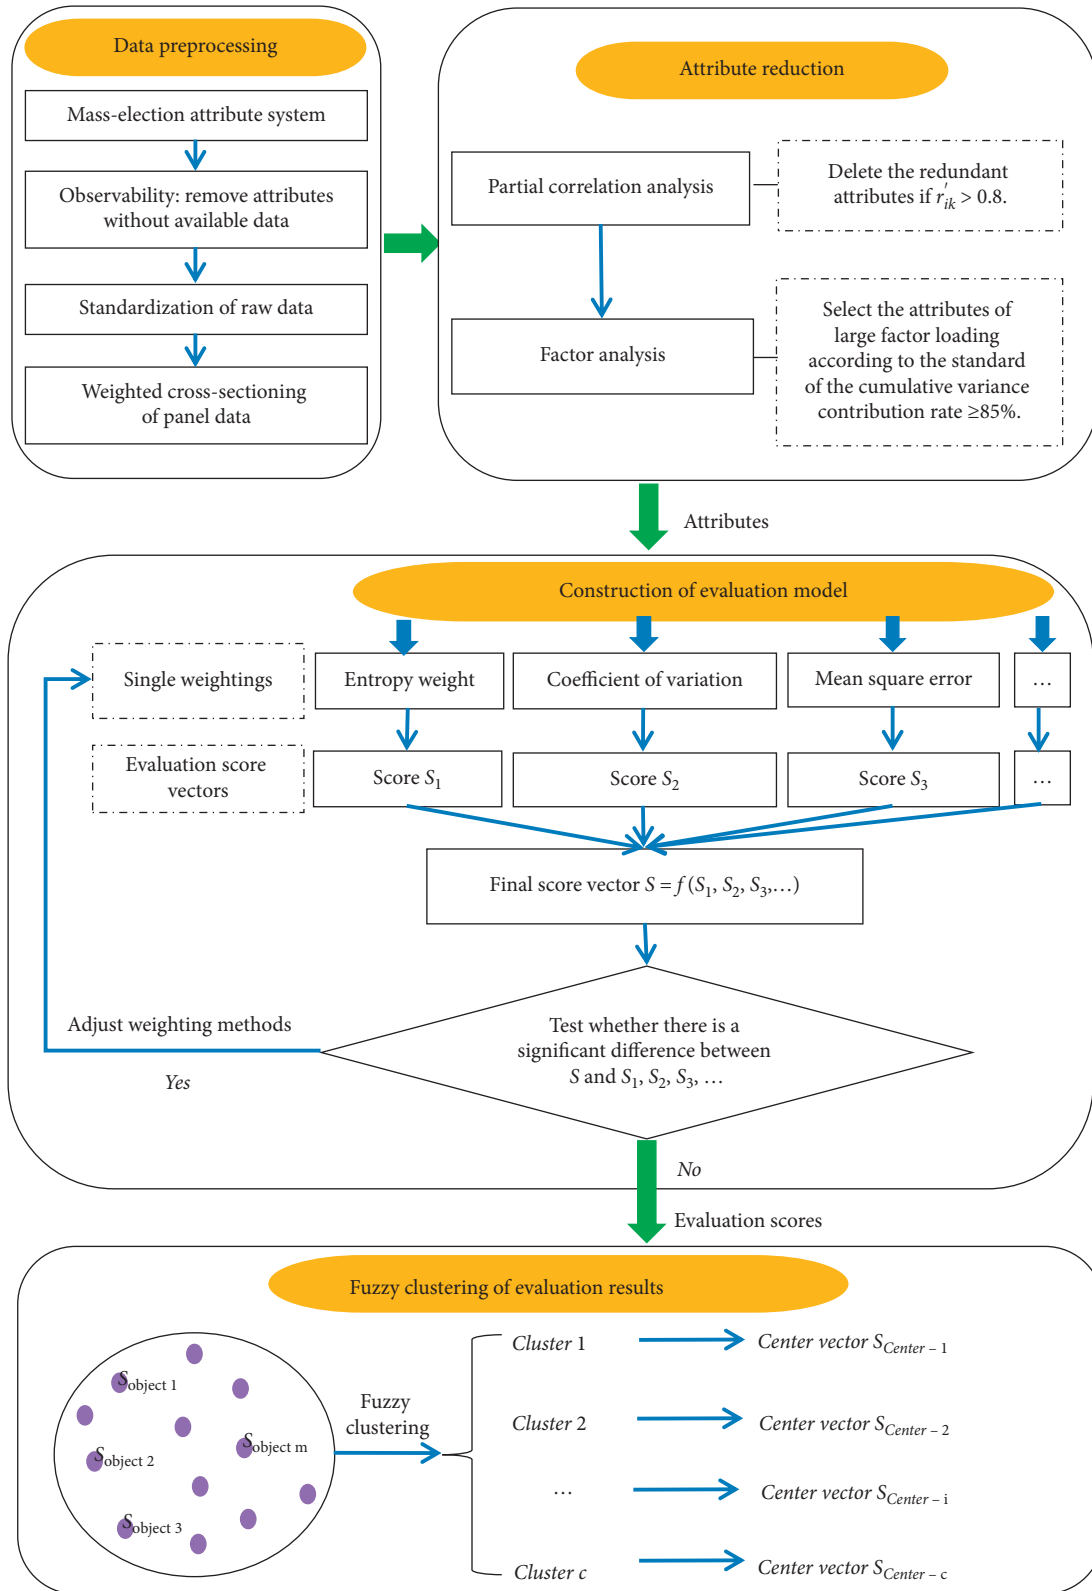 Data preprocessing
Mass-election attribute system
Observability: remove attributes
without available data
Standardization of raw data
Weighted cross-sectioning
of panel data
Attribute reduction
Partial correlation analysis
Delete the redundant
attributes if r′ik > 0.8.
Factor analysis
Select the attributes of
large factor loading
according to the standard
of the cumulative variance
contribution rate ≥85%.
Attributes
Construction of evaluation model
Single weightings
Entropy weight
Coefficient of variation
Mean square error
...
Evaluation score
vectors
Score S1
Score S2
Score S3
...
Final score vector S = f (S1, S2, S3,...)
Test whether there is a
significant difference between
S and S1, S2, S3, ...
Adjust weighting methods
Yes
No
Evaluation scores
Fuzzy clustering of evaluation results
Sobject 1
Sobject 2
Sobject m
Sobject 3
Fuzzy
clustering
Cluster 1
Center vector SCenter – 1
Cluster 2
Center vector SCenter – 2
...
Center vector SCenter – i
Cluster c
Center vector SCenter – c